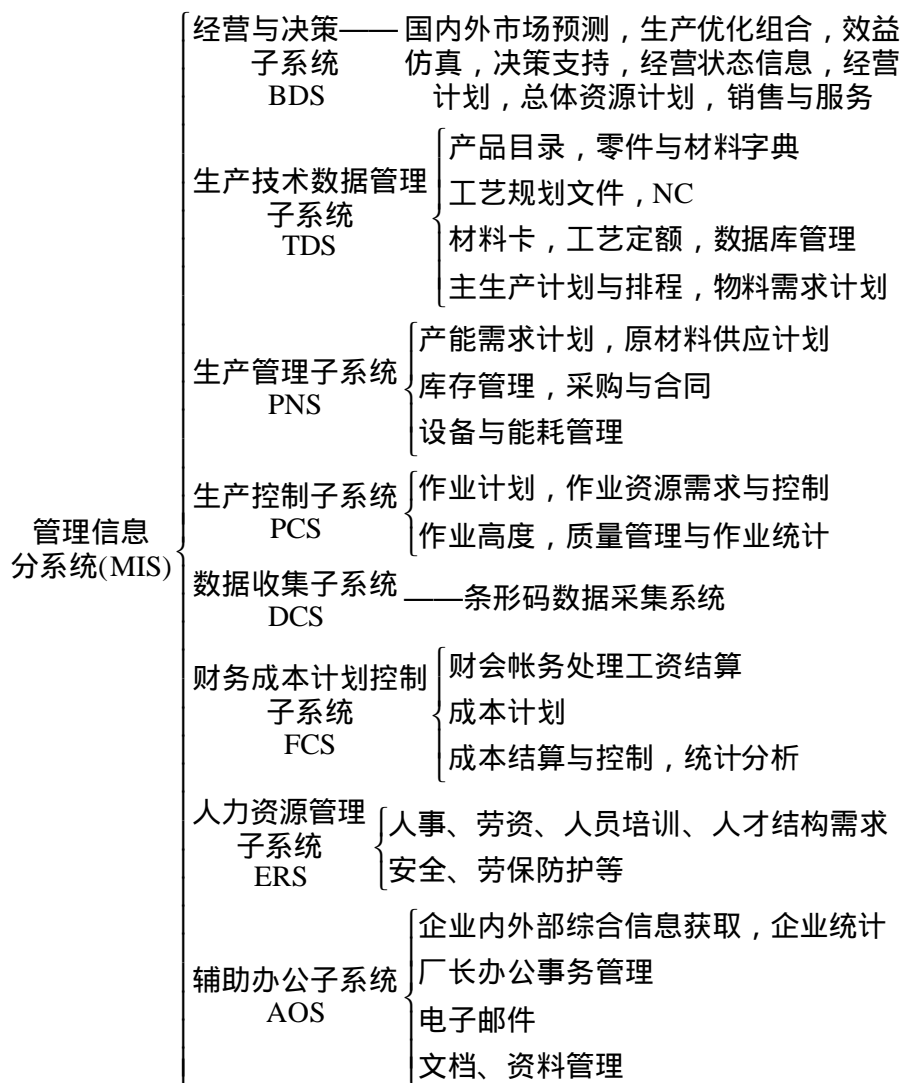 管理信息
分系统(MIS)
经营与决策——
子系统
BDS
国内外市场预测，生产优化组合，效益
仿真，决策支持，经营状态信息，经营
计划，总体资源计划，销售与服务
生产技术数据管理
子系统
TDS
产品目录，零件与材料字典
工艺规划文件，NC
材料卡，工艺定额，数据库管理
主生产计划与排程，物料需求计划
生产管理子系统
PNS
产能需求计划，原材料供应计划
库存管理，采购与合同
设备与能耗管理
生产控制子系统
PCS
作业计划，作业资源需求与控制
作业高度，质量管理与作业统计
数据收集子系统
DCS
——条形码数据采集系统
财务成本计划控制
子系统
FCS
财会帐务处理工资结算
成本计划
成本结算与控制，统计分析
人力资源管理
子系统
ERS
人事、劳资、人员培训、人才结构需求
安全、劳保防护等
辅助办公子系统
AOS
企业内外部综合信息获取，企业统计
厂长办公事务管理
电子邮件
文档、资料管理